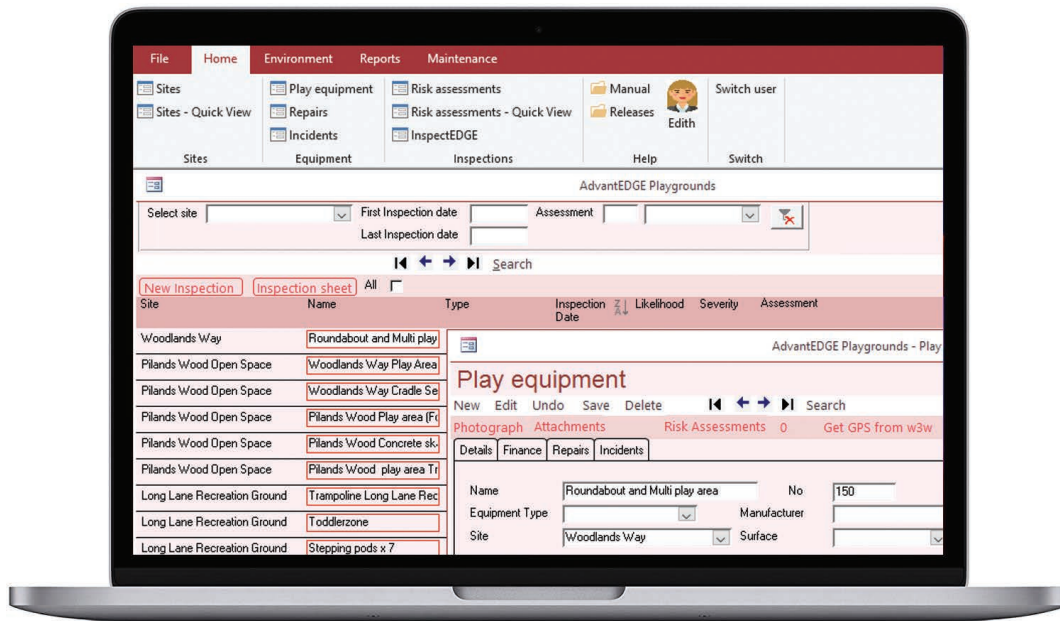 File Home Environment Reports Maintenance
Sites Play equipment Risk assessments Manual Switch user
Sites - Quick View Repairs Risk assessments - Quick View Releases
Incidents InspectEDGE Edith
Sites Equipment Inspections Help Switch
AdvantEDGE Playgrounds
Select site First Inspection date Assessment
Last Inspection date
Search
New Inspection Inspection sheet All
Site Name Type Inspection Date Likelihood Severity Assessment
Woodlands Way Roundabout and Multi play
Pilands Wood Open Space Woodlands Way Play Area
Pilands Wood Open Space Woodlands Way Cradle Se
Pilands Wood Open Space Pilands Wood Play area (Fo
Pilands Wood Open Space Pilands Wood Concrete sk
Pilands Wood Open Space Pilands Wood play area Tr
Long Lane Recreation Ground Trampoline Long Lane Rec
Long Lane Recreation Ground Toddlerzone
Long Lane Recreation Ground Stepping pods x 7
AdvantEDGE Playgrounds - Play
Play equipment
New Edit Undo Save Delete Search
Photograph Attachments Risk Assessments 0 Get GPS from w3w
Details Finance Repairs Incidents
Name Roundabout and Multi play area No 150
Equipment Type Manufacturer
Site Woodlands Way Surface